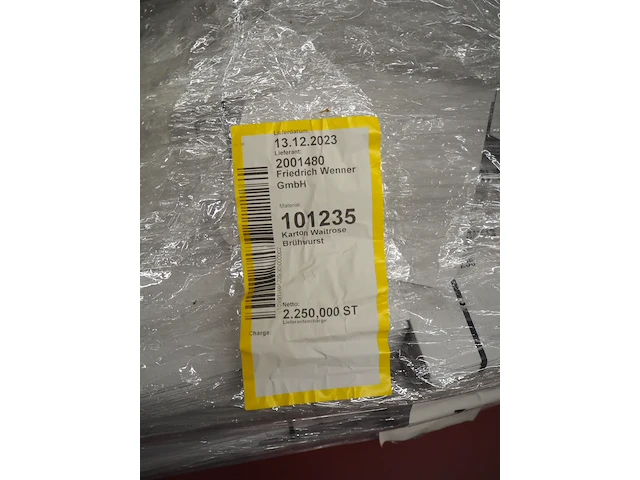 13.12.2023
Lieferant:
2001480
Friedrich Wenner
GmbH
Material:
101235
Karton Waitrose
Brühwurst
Netto:
2.250,000 ST
Lieferantencharge:
Charge: